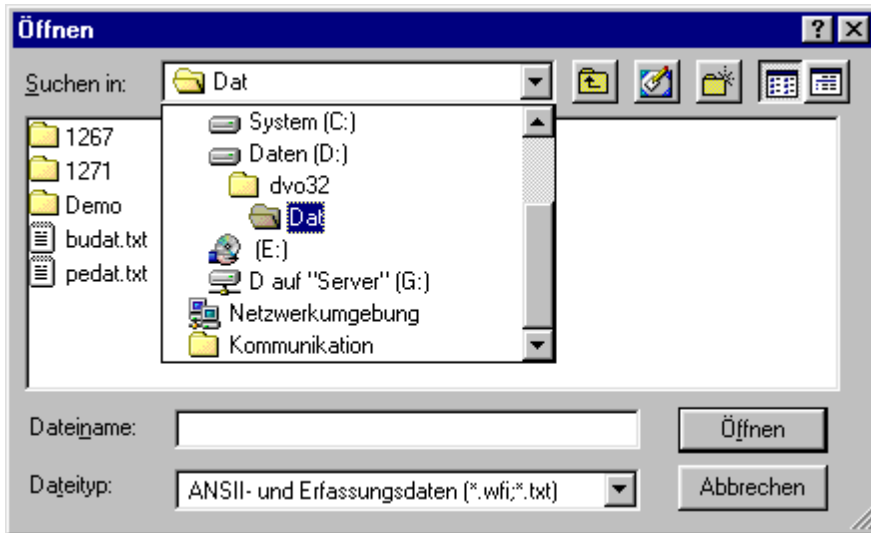 Öffnen
Suchen in:
Dat
1267
1271
Demo
budat.txt
pedat.txt
System (C:)
Daten (D:)
dvo32
Dat
(E:)
D auf "Server" (G:)
Netzwerkumgebung
Kommunikation
Dateiname:
Öffnen
Dateityp:
ANSII- und Erfassungsdaten (*.wfi;*.txt)
Abbrechen